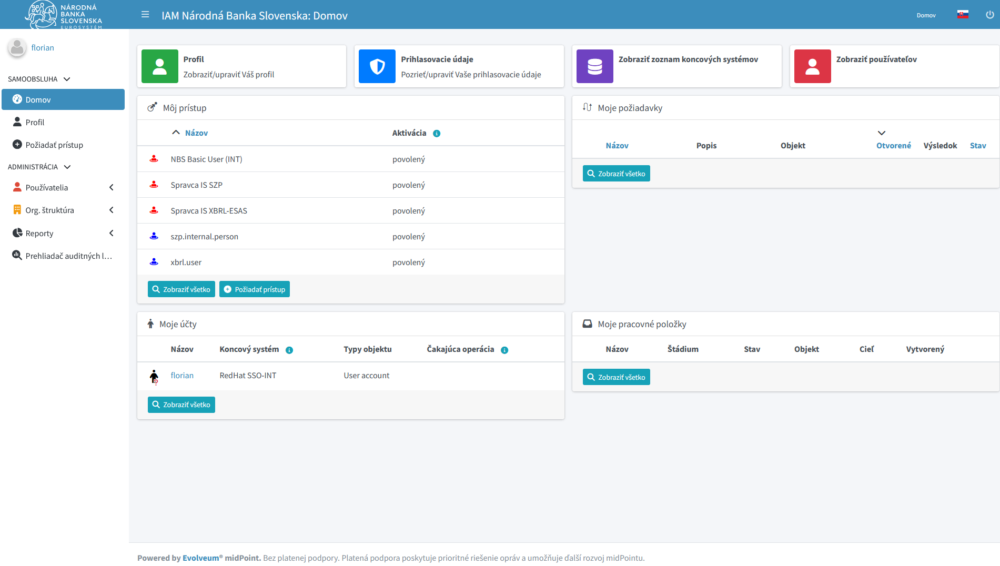 NÁRODNÁ
BANKA
SLOVENSKA
EUROSYSTÉM
IAM Národná Banka Slovenska: Domov
Domov
florian
SAMOOBSLUHA
Domov
Profil
Požiadať prístup
ADMINISTRÁCIA
Používatelia
Org. štruktúra
Reporty
Prehliadač auditných l...
Profil
Zobraziť/upraviť Váš profil
Prihlasovacie údaje
Pozrieť/upraviť Vaše prihlasovacie údaje
Zobraziť zoznam koncových systémov
Zobraziť používateľov
Môj prístup
Názov Aktivácia
NBS Basic User (INT) povolený
Spravca IS SZP povolený
Spravca IS XBRL-ESAS povolený
szp.internal.person povolený
xbrl.user povolený
Zobraziť všetko Požiadať prístup
Moje požiadavky
Názov Popis Objekt Otvorené Výsledok Stav
Zobraziť všetko
Moje účty
Názov Koncový systém Typy objektu Čakajúca operácia
florian RedHat SSO-INT User account
Zobraziť všetko
Moje pracovné položky
Názov Štádium Stav Objekt Cieľ Vytvorený
Zobraziť všetko
Powered by Evolveum® midPoint. Bez platenej podpory. Platená podpora poskytuje prioritné riešenie opráv a umožňuje ďalší rozvoj midPointu.